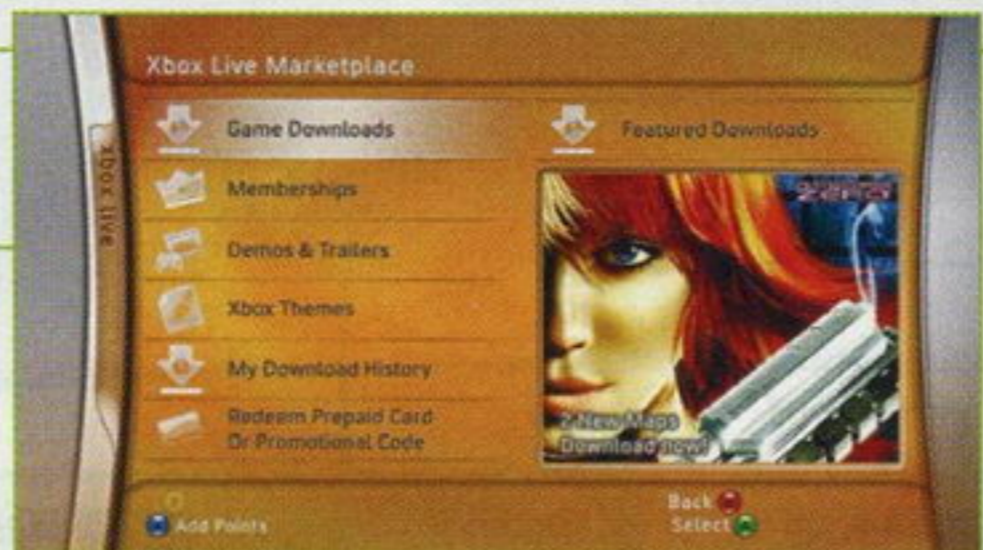 Xbox Live Marketplace
xbox live
Game Downloads
Memberships
Demos & Trailers
Xbox Themes
My Download History
Redeem Prepaid Card
Or Promotional Code
Featured Downloads
ZERO
2 New Maps
Download now!
Add Points
Back
Select